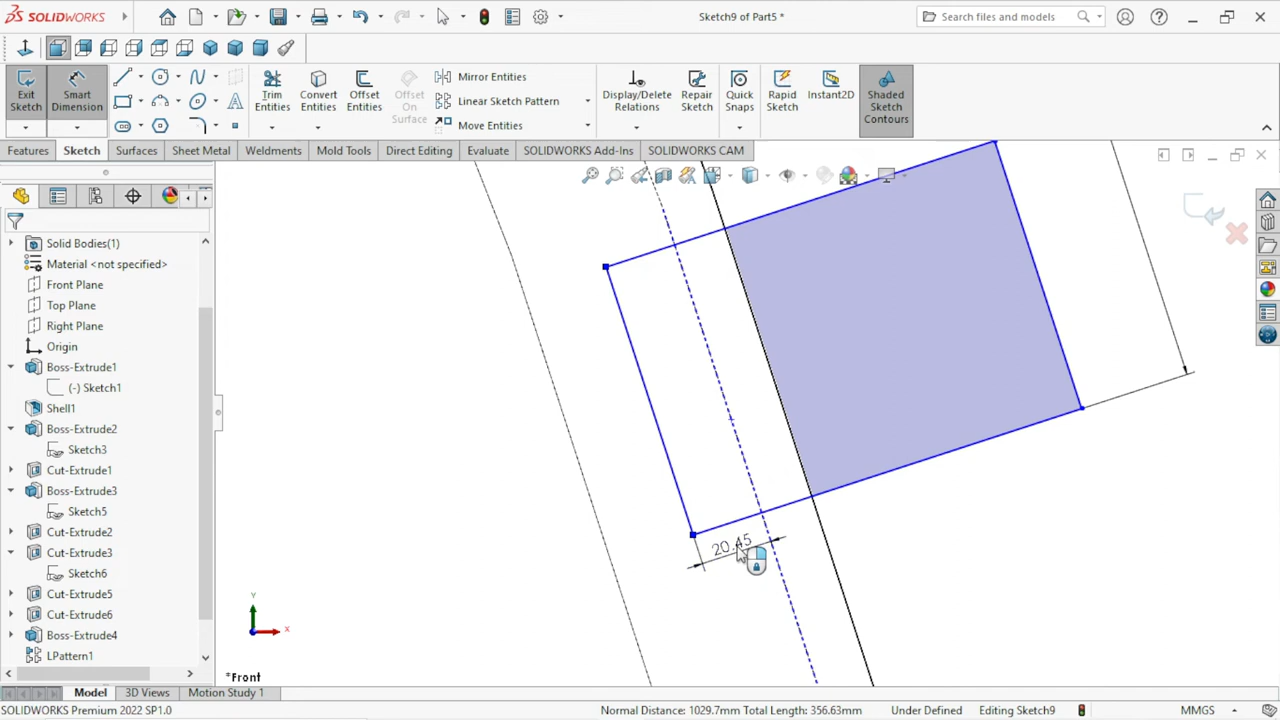 SOLIDWORKS
Sketch9 of Part5 *
Search files and models
Exit Sketch
Smart Dimension
Trim Entities
Convert Entities
Offset Entities
Offset On Surface
Mirror Entities
Linear Sketch Pattern
Move Entities
Display/Delete Relations
Repair Sketch
Quick Snaps
Rapid Sketch
Instant2D
Shaded Sketch Contours
Features
Sketch
Surfaces
Sheet Metal
Weldments
Mold Tools
Direct Editing
Evaluate
SOLIDWORKS Add-Ins
SOLIDWORKS CAM
Solid Bodies(1)
Material <not specified>
Front Plane
Top Plane
Right Plane
Origin
Boss-Extrude1
(-) Sketch1
Shell1
Boss-Extrude2
Sketch3
Cut-Extrude1
Boss-Extrude3
Sketch5
Cut-Extrude2
Cut-Extrude3
Sketch6
Cut-Extrude5
Cut-Extrude6
Boss-Extrude4
LPattern1
20.45
Y
X
*Front
Model
3D Views
Motion Study 1
SOLIDWORKS Premium 2022 SP1.0
Normal Distance: 1029.7mm Total Length: 356.63mm
Under Defined
Editing Sketch9
MMGS